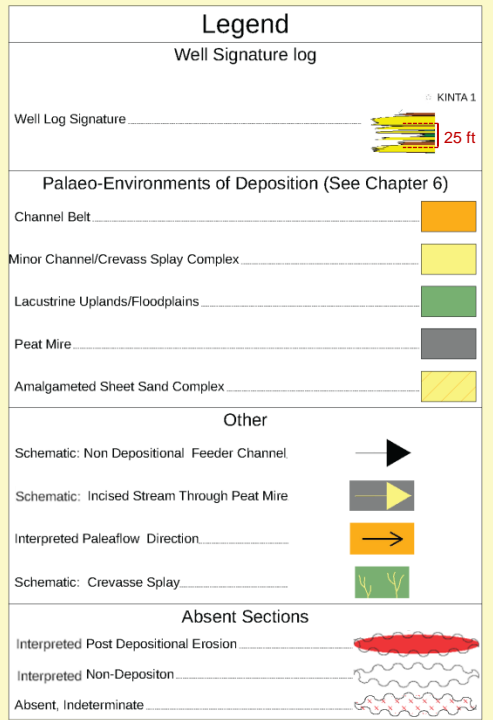 Legend
Well Signature log
KINTA 1
Well Log Signature
25 ft
Palaeo-Environments of Deposition (See Chapter 6)
Channel Belt
Minor Channel/Crevass Splay Complex
Lacustrine Uplands/Floodplains
Peat Mire
Amalgameted Sheet Sand Complex
Other
Schematic: Non Depositional Feeder Channel
Schematic: Incised Stream Through Peat Mire
Interpreted Paleaflow Direction
Schematic: Crevasse Splay
Absent Sections
Interpreted Post Depositional Erosion
Interpreted Non-Depositon
Absent, Indeterminate